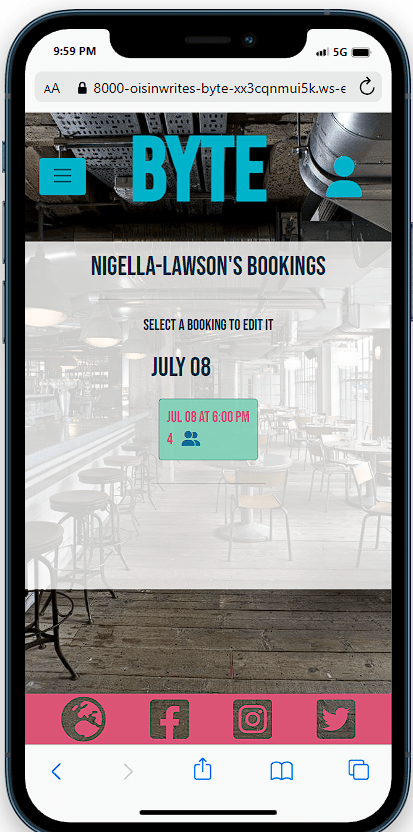 9:59 PM
5G
AA 8000-oisinwrites-byte-xx3cqnmui5k.ws-e
BYTE
NIGELLA-LAWSON'S BOOKINGS
SELECT A BOOKING TO EDIT IT
JULY 08
JUL 08 AT 6:00 PM
4